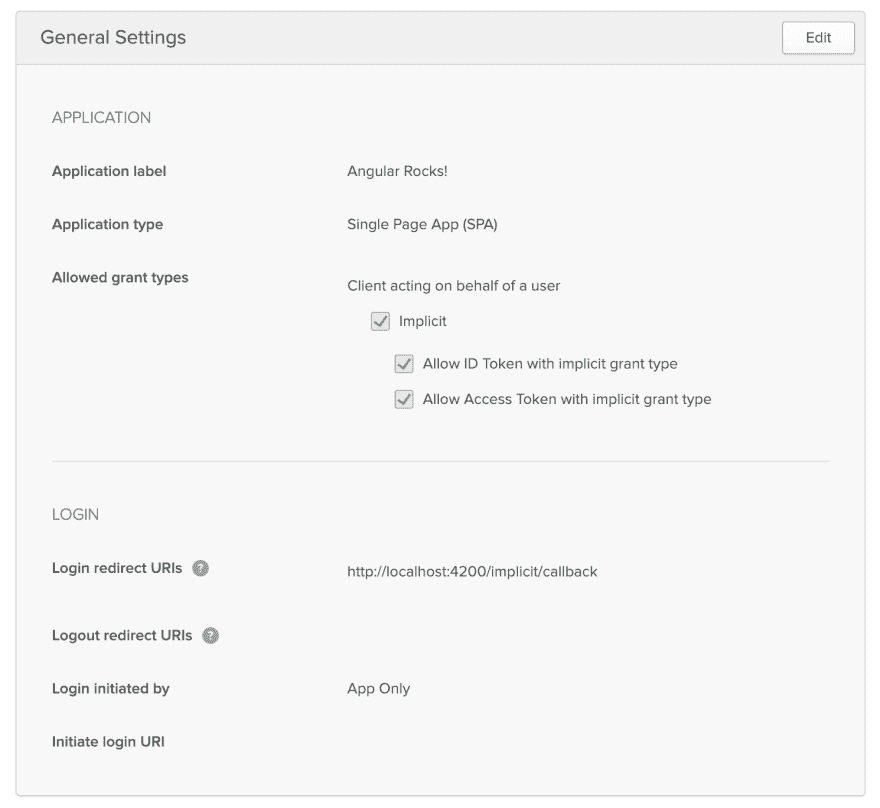 General Settings
Edit
APPLICATION
Application label
Angular Rocks!
Application type
Single Page App (SPA)
Allowed grant types
Client acting on behalf of a user
Implicit
Allow ID Token with implicit grant type
Allow Access Token with implicit grant type
LOGIN
Login redirect URIs ?
http://localhost:4200/implicit/callback
Logout redirect URIs ?
Login initiated by
App Only
Initiate login URI